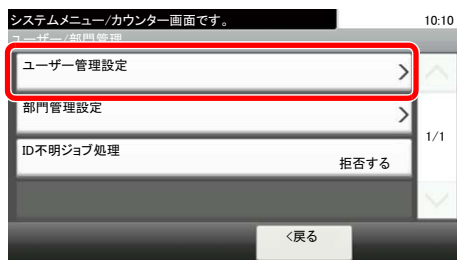 システムメニュー/カウンター画面です。
10:10
ユーザー/部門管理
ユーザー管理設定
部門管理設定
1/1
ID不明ジョブ処理
拒否する
<戻る